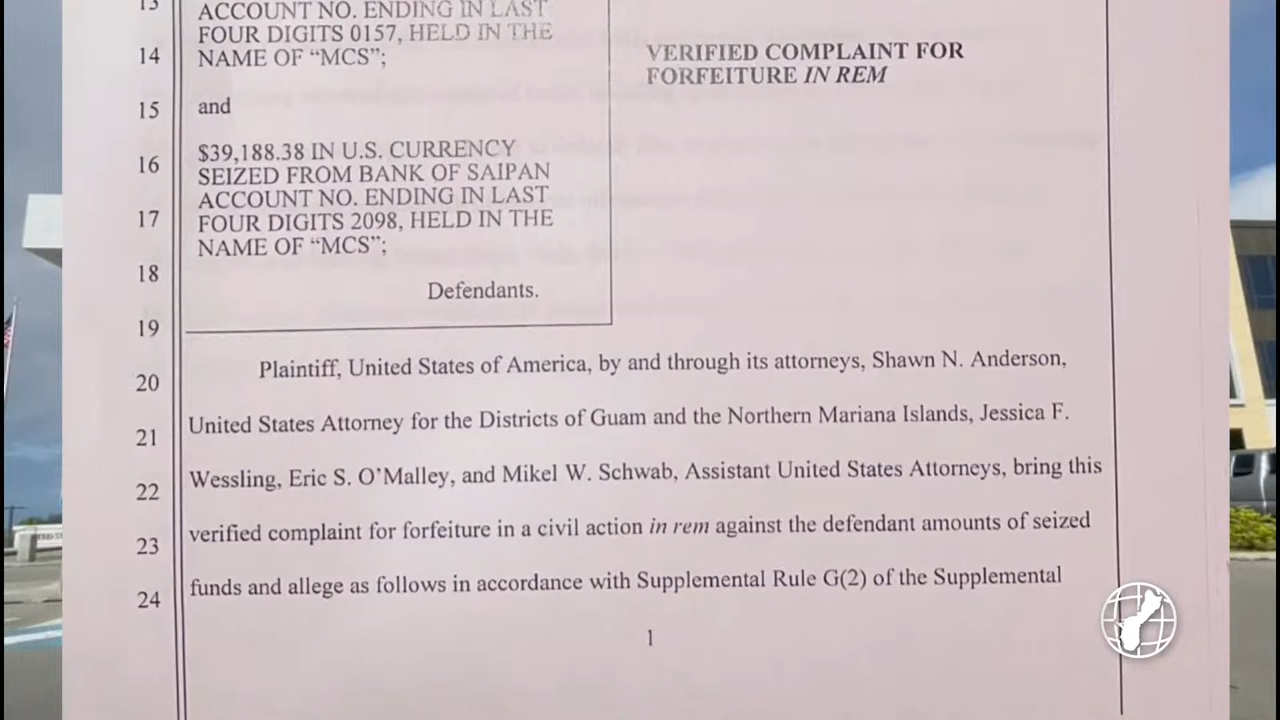 13
ACCOUNT NO. ENDING IN LAST
FOUR DIGITS 0157, HELD IN THE
14 NAME OF “MCS”;
VERIFIED COMPLAINT FOR
FORFEITURE IN REM
15 and
$39,188.38 IN U.S. CURRENCY
16 SEIZED FROM BANK OF SAIPAN
ACCOUNT NO. ENDING IN LAST
17 FOUR DIGITS 2098, HELD IN THE
NAME OF “MCS”;
18
Defendants.
19
20 Plaintiff, United States of America, by and through its attorneys, Shawn N. Anderson,
21 United States Attorney for the Districts of Guam and the Northern Mariana Islands, Jessica F.
22 Wessling, Eric S. O’Malley, and Mikel W. Schwab, Assistant United States Attorneys, bring this
23 verified complaint for forfeiture in a civil action in rem against the defendant amounts of seized
24 funds and allege as follows in accordance with Supplemental Rule G(2) of the Supplemental
1